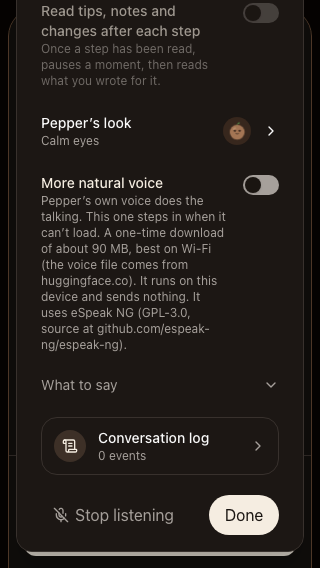 Read tips, notes and
changes after each step
Once a step has been read,
pauses a moment, then reads
what you wrote for it.
Pepper’s look
Calm eyes
More natural voice
Pepper’s own voice does the
talking. This one steps in when it
can’t load. A one-time download
of about 90 MB, best on Wi-Fi
(the voice file comes from
huggingface.co). It runs on this
device and sends nothing. It
uses eSpeak NG (GPL-3.0,
source at github.com/espeak-
ng/espeak-ng).
What to say
Conversation log
0 events
Stop listening
Done